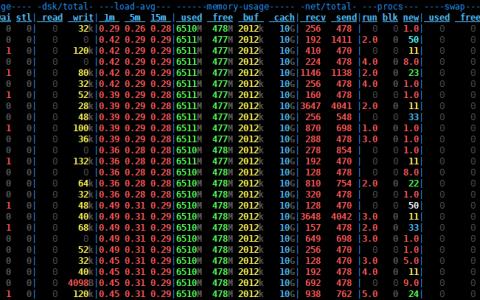 ge---- -dsk/total- ---load-avg--- ------memory-usage----- -net/total- ---procs--- ----swap---
wai stl| read writ| 1m 5m 15m | used free buf cach| recv send|run blk new| used free
0 0| 0 32k|0.29 0.26 0.28|6510M 478M 2012k 10G| 256 478 | 0 0 1.0| 0 0
0 0| 0 0 |0.42 0.29 0.29|6511M 477M 2012k 10G| 192 4411 |2.0 0 50| 0 0
1 0| 0 120k|0.42 0.29 0.29|6511M 477M 2012k 10G| 410 470 | 0 0 11| 0 0
0 0| 0 0 |0.42 0.29 0.29|6511M 477M 2012k 10G| 224 478 |4.0 0 8.0| 0 0
1 0| 0 80k|0.42 0.29 0.29|6511M 477M 2012k 10G|1146 1138 |2.0 0 23| 0 0
0 0| 0 32k|0.42 0.29 0.29|6511M 477M 2012k 10G| 256 478 |4.0 0 1.0| 0 0
1 0| 0 52k|0.39 0.29 0.28|6511M 477M 2012k 10G| 160 478 | 0 0 1.0| 0 0
0 0| 0 28k|0.39 0.29 0.28|6511M 477M 2012k 10G|3647 4041 |2.0 0 11| 0 0
0 0| 0 48k|0.39 0.29 0.28|6511M 477M 2012k 10G| 256 548 | 0 0 33| 0 0
1 0| 0 100k|0.39 0.29 0.28|6511M 477M 2012k 10G| 870 698 |1.0 0 1.0| 0 0
0 0| 0 36k|0.39 0.29 0.28|6511M 477M 2012k 10G| 288 478 |3.0 0 1.0| 0 0
0 0| 0 0 |0.36 0.28 0.28|6510M 478M 2012k 10G| 278 854 | 0 0 1.0| 0 0
1 0| 0 132k|0.36 0.28 0.28|6511M 477M 2012k 10G| 192 470 | 0 0 11| 0 0
0 0| 0 0 |0.36 0.28 0.28|6511M 478M 2012k 10G| 128 478 | 0 0 8.0| 0 0
0 0| 0 64k|0.36 0.28 0.28|6510M 478M 2012k 10G| 810 754 |2.0 0 22| 0 0
0 0| 0 32k|0.36 0.28 0.28|6510M 478M 2012k 10G| 320 478 | 0 0 1.0| 0 0
1 0| 0 48k|0.49 0.31 0.29|6510M 478M 2012k 10G| 128 470 | 0 0 50| 0 0
0 0| 0 40k|0.49 0.31 0.29|6510M 478M 2012k 10G|3648 4042 |3.0 0 11| 0 0
1 0| 0 68k|0.49 0.31 0.29|6510M 478M 2012k 10G| 157 478 |2.0 0 33| 0 0
0 0| 0 0 |0.49 0.31 0.29|6510M 478M 2012k 10G| 649 698 |3.0 0 1.0| 0 0
0 0| 0 52k|0.49 0.31 0.29|6510M 478M 2012k 10G| 256 470 | 0 0 1.0| 0 0
0 0| 0 32k|0.45 0.31 0.29|6510M 478M 2012k 10G| 128 470 |3.0 0 5.0| 0 0
0 0| 0 40k|0.45 0.31 0.29|6510M 478M 2012k 10G| 192 478 |4.0 0 11| 0 0
0 0| 0 4098B|0.45 0.31 0.29|6510M 478M 2012k 10G| 692 478 | 0 0 9.0| 0 0
1 0| 0 120k|0.45 0.31 0.29|6510M 478M 2012k 10G| 938 762 |5.0 0 24| 0 0